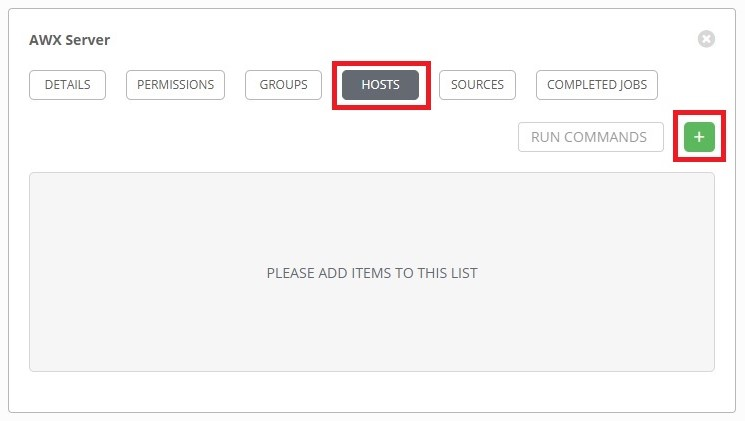 AWX Server
DETAILS PERMISSIONS GROUPS HOSTS SOURCES COMPLETED JOBS
RUN COMMANDS +
PLEASE ADD ITEMS TO THIS LIST